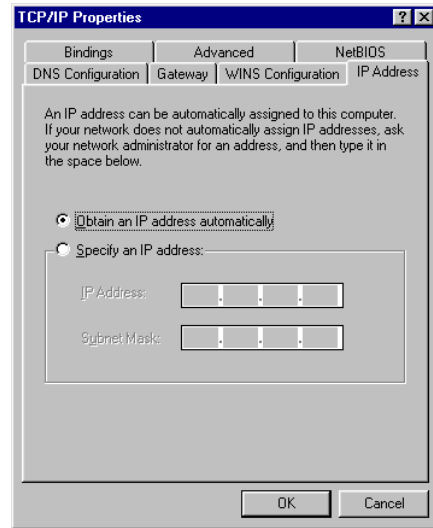 TCP/IP Properties
Bindings Advanced NetBIOS
DNS Configuration Gateway WINS Configuration IP Address
An IP address can be automatically assigned to this computer.
If your network does not automatically assign IP addresses, ask
your network administrator for an address, and then type it in
the space below.
Obtain an IP address automatically
Specify an IP address:
IP Address:
Subnet Mask:
OK Cancel